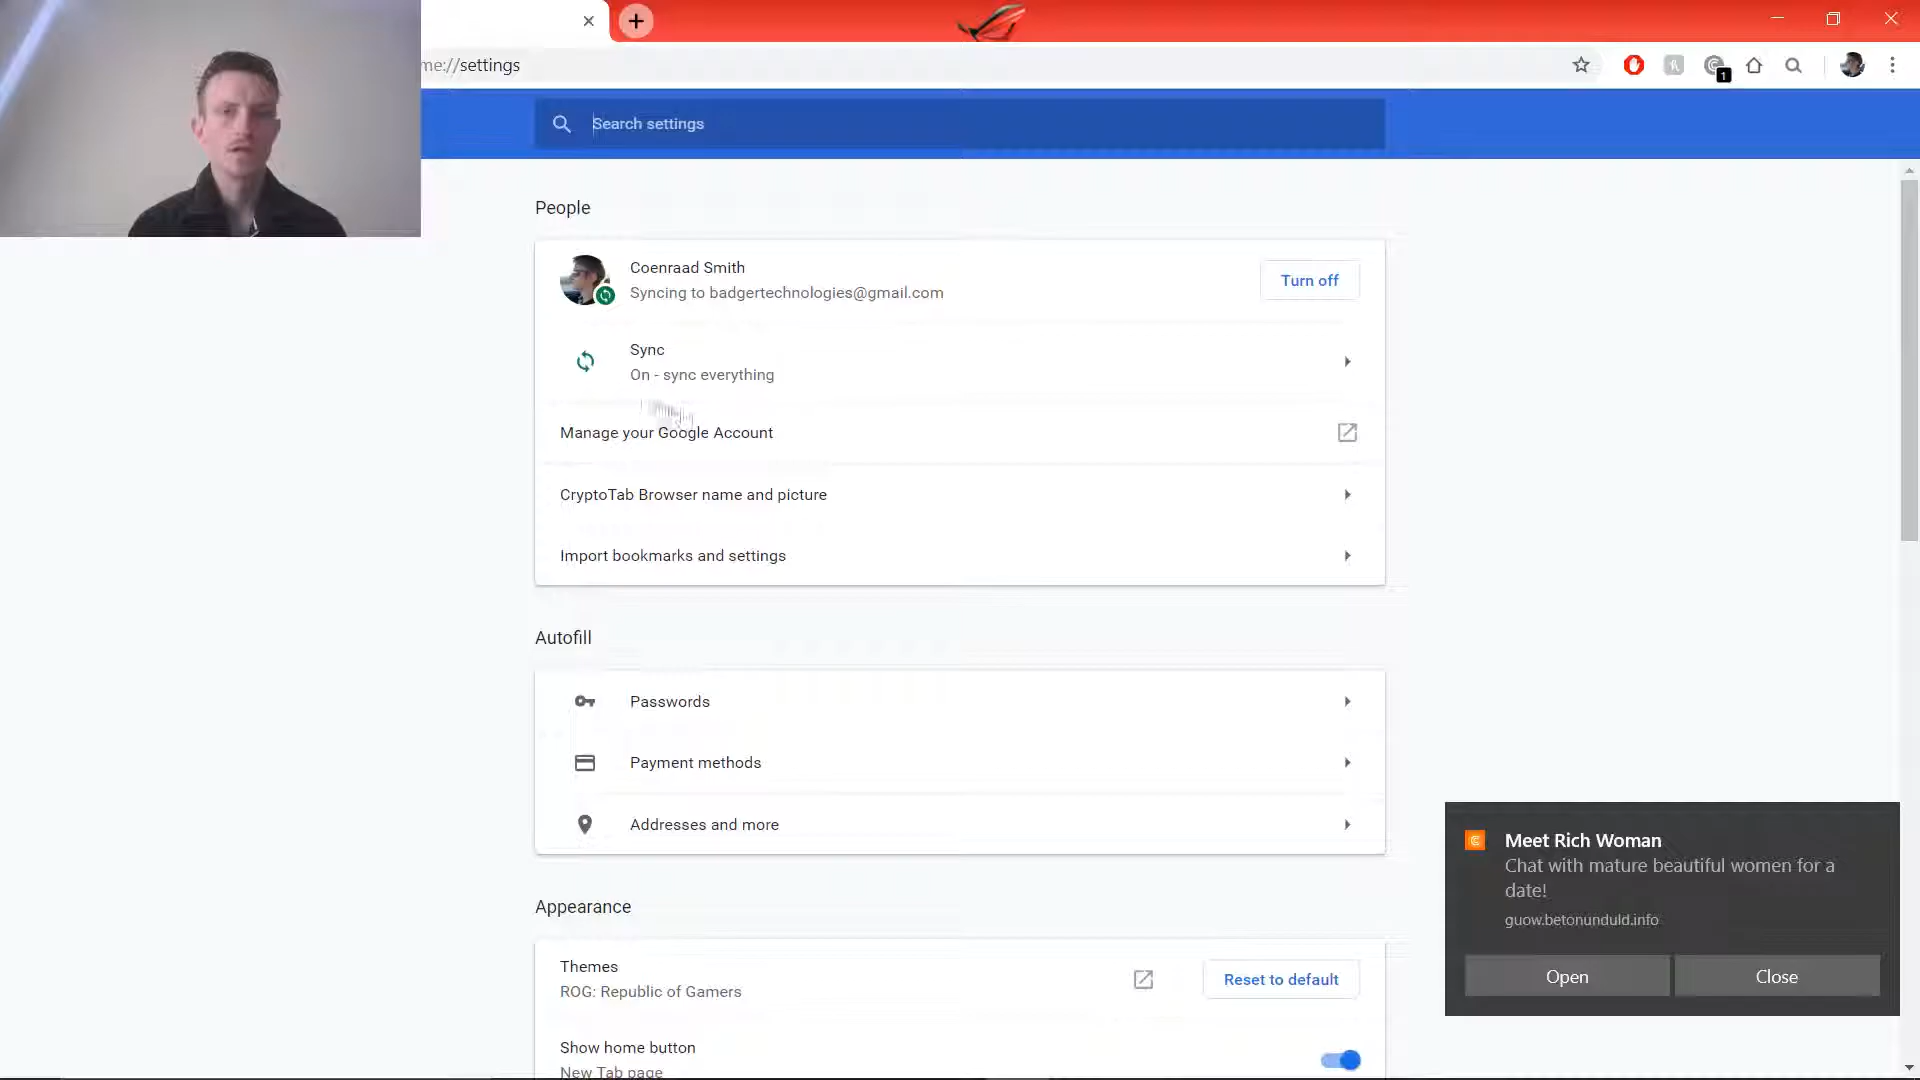 me://settings
1
Search settings
People
Coenraad Smith
Syncing to badgertechnologies@gmail.com
Turn off
Sync
On - sync everything
Manage your Google Account
CryptoTab Browser name and picture
Import bookmarks and settings
Autofill
Passwords
Payment methods
Addresses and more
Appearance
Themes
ROG: Republic of Gamers
Reset to default
Show home button
New Tab page
Meet Rich Woman
Chat with mature beautiful women for a
date!
guow.betonunduld.info
Open
Close